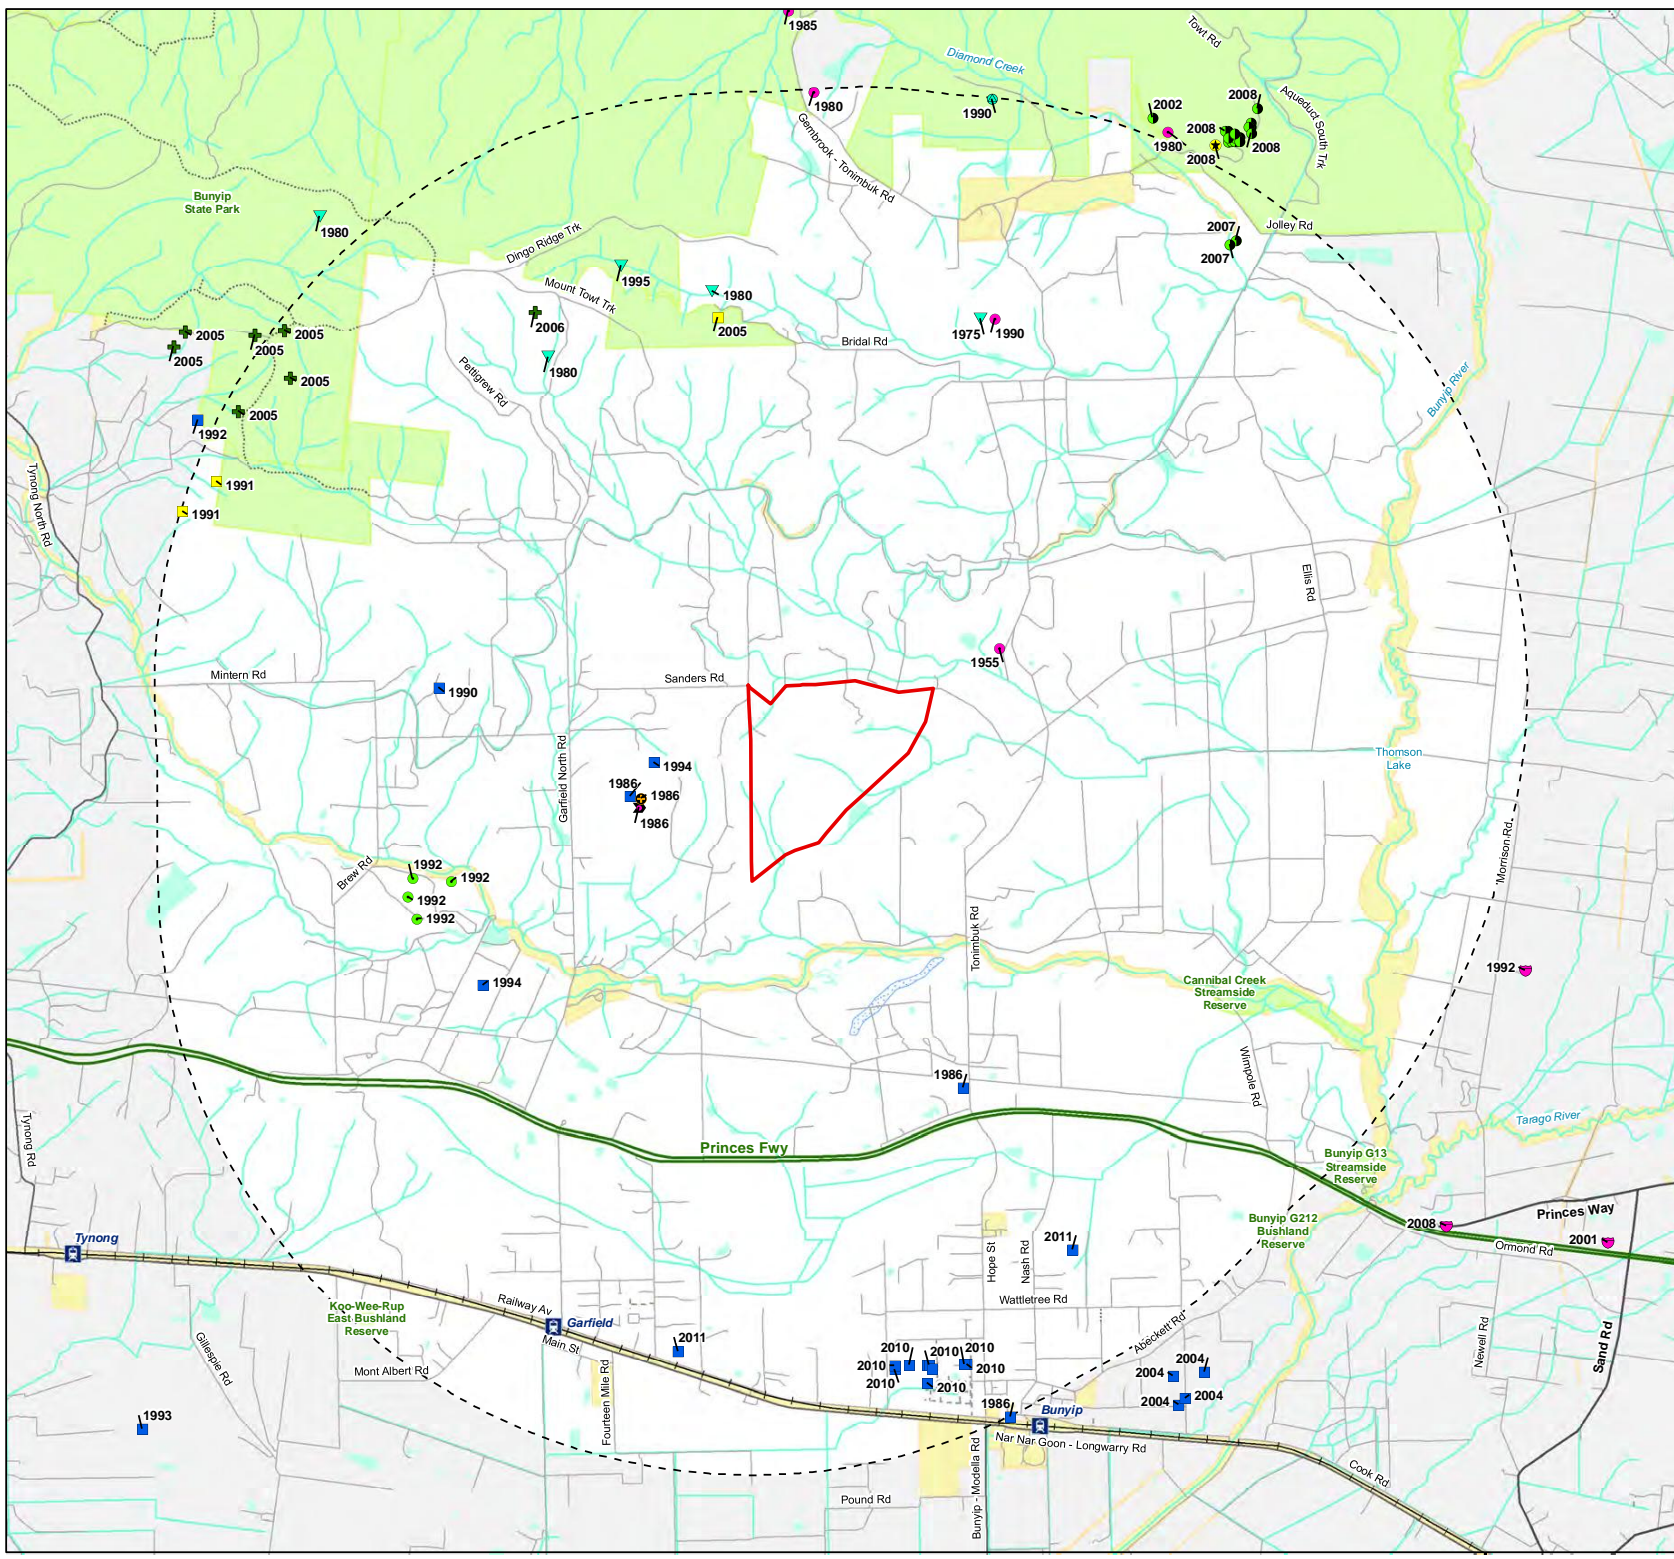 1985
Towt Rd
Diamond Creek
1980
1990
2002
2008
Aqueduct South Trk
2008
1980
2008
2008
Gembrook - Tonimbuk Rd
Bunyip
State Park
1980
Dingo Ridge Trk
2007
Jolley Rd
2007
1995
Mount Towt Trk
1980
2006
2005
1975
1990
2005
2005
2005
2005
Bridal Rd
1980
Pettigrew Rd
2005
2005
Bunyip River
1992
Tynong North Rd
1991
1991
Ellis Rd
1955
Mintern Rd
Sanders Rd
1990
Garfield North Rd
1994
Thomson
Lake
1986
1986
1986
Morrison Rd
Brew Rd
1992
1992
1992
1992
Tonimbuk Rd
1994
1992
Cannibal Creek
Streamside
Reserve
Wimpole Rd
1986
Tynong Rd
Princes Fwy
Tarago River
Bunyip G13
Streamside
Reserve
Bunyip G212
Bushland
Reserve
Princes Way
2008
2001
Ormond Rd
Tynong
2011
Hope St
Nash Rd
Wattletree Rd
Koo-Wee-Rup
East Bushland
Reserve
Railway Av
Garfield
Main St
Gillespie Rd
Mont Albert Rd
Fourteen Mile Rd
2011
2010
2010
2010
2010
2010
2010
2010
Abeckett Rd
2004
2004
2004
2004
Newell Rd
Sand Rd
1993
1986
Bunyip
Nar Nar Goon - Longwarry Rd
Bunyip - Modella Rd
Cook Rd
Pound Rd